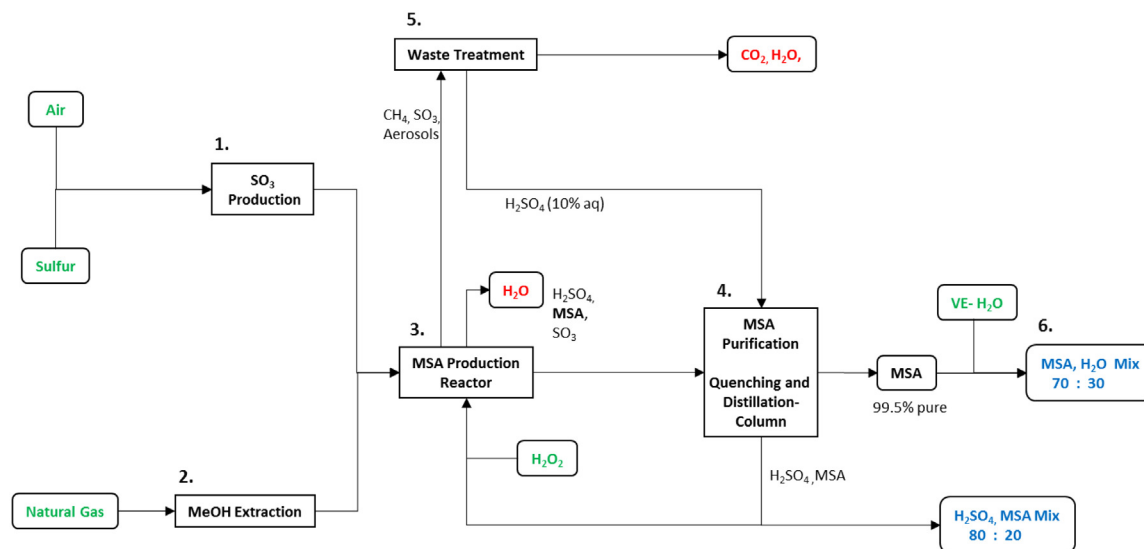 5.
Waste Treatment
CO₂, H₂O,
Air
CH₄, SO₃,
Aerosols
1.
SO₃
Production
H₂SO₄ (10% aq)
Sulfur
H₂O
H₂SO₄,
MSA,
SO₃
4.
VE- H₂O
3.
MSA
Purification
Quenching and
Distillation-
Column
6.
MSA Production
Reactor
MSA
MSA, H₂O Mix
70 : 30
99.5% pure
H₂O₂
2.
H₂SO₄ ,MSA
Natural Gas
MeOH Extraction
H₂SO₄, MSA Mix
80 : 20